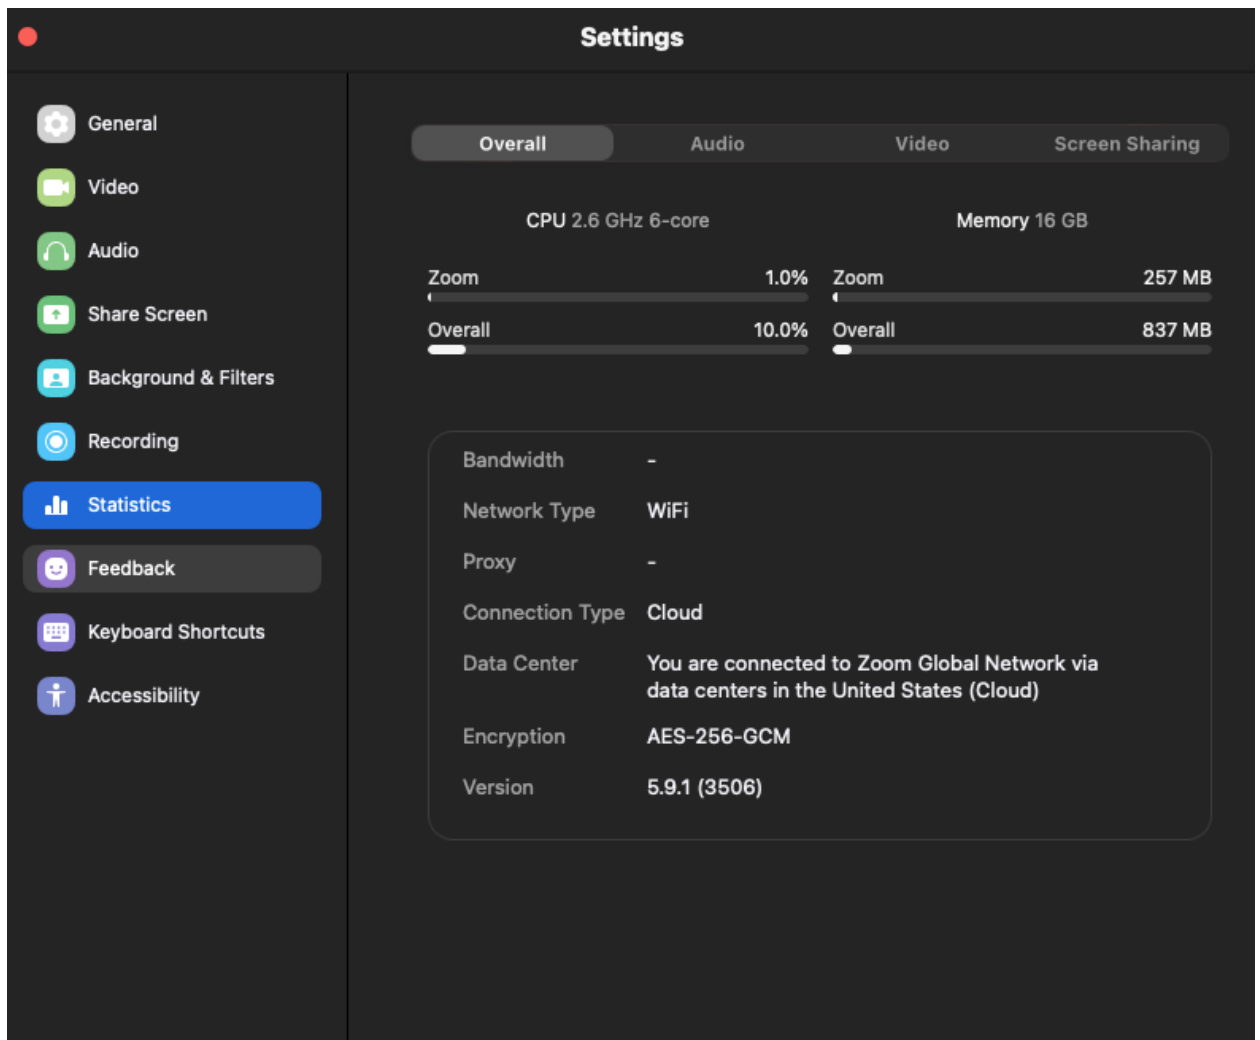 Settings
General
Video
Audio
Share Screen
Background & Filters
Recording
Statistics
Feedback
Keyboard Shortcuts
Accessibility
Overall Audio Video Screen Sharing
CPU 2.6 GHz 6-core Memory 16 GB
Zoom 1.0% Zoom 257 MB
Overall 10.0% Overall 837 MB
Bandwidth -
Network Type WiFi
Proxy -
Connection Type Cloud
Data Center You are connected to Zoom Global Network via
data centers in the United States (Cloud)
Encryption AES-256-GCM
Version 5.9.1 (3506)